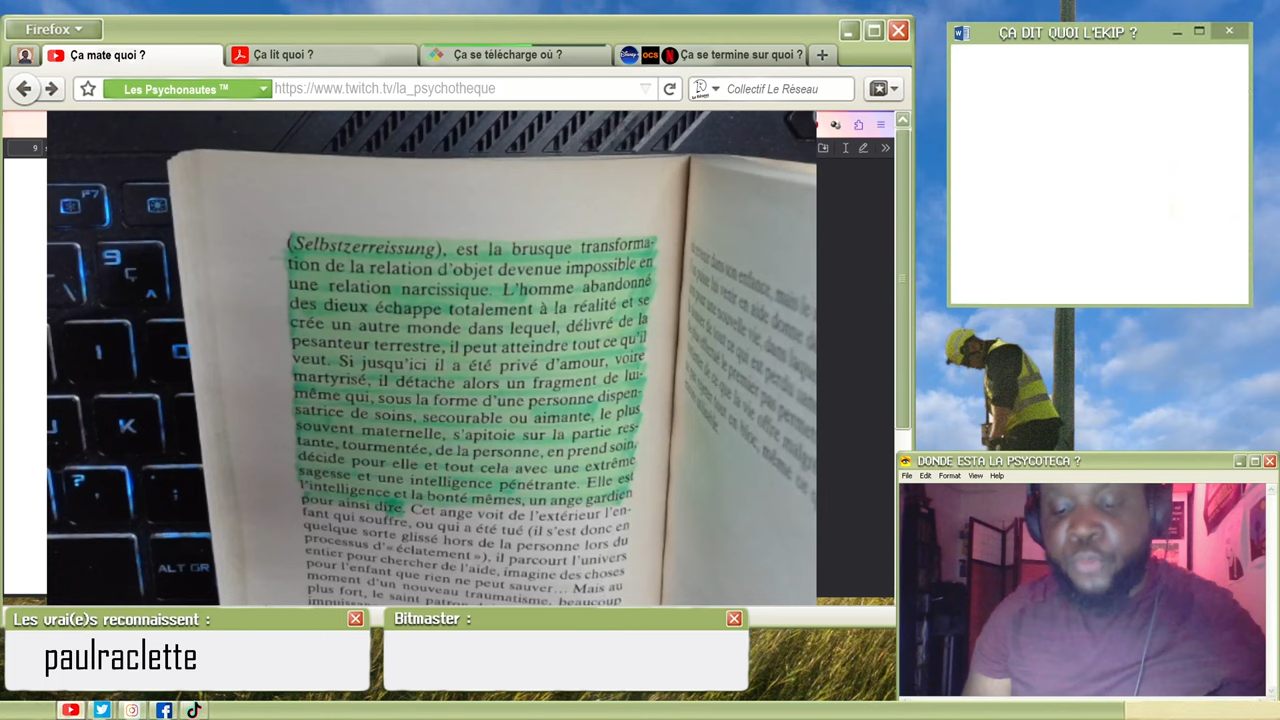 Firefox
Ça mate quoi ?
Ça lit quoi ?
Ça se télécharge où ?
Ça se termine sur quoi ?
Les Psychonautes ™
https://www.twitch.tv/la_psychotheque
Collectif Le Réseau
9
ÇA DIT QUOI L'EKIP ?
(Selbstzerreissung), est la brusque transforma-
tion de la relation d'objet devenue impossible en
une relation narcissique. L'homme abandonné
des dieux échappe totalement à la réalité et se
crée un autre monde dans lequel, délivré de la
pesanteur terrestre, il peut atteindre tout ce qu'il
veut. Si jusqu'ici il a été privé d'amour, voire
martyrisé, il détache alors un fragment de lui-
même qui, sous la forme d'une personne dispen-
satrice de soins, secourable ou aimante, le plus
souvent maternelle, s'apitoie sur la partie res-
tante, tourmentée, de la personne, en prend soin,
décide pour elle et tout cela avec une extrême
sagesse et une intelligence pénétrante. Elle est
l'intelligence et la bonté mêmes, un ange gardien
pour ainsi dire. Cet ange voit de l'extérieur l'en-
fant qui souffre, ou qui a été tué (il s'est donc en
quelque sorte glissé hors de la personne lors du
processus d'« éclatement »), il parcourt l'univers
entier pour chercher de l'aide, imagine des choses
pour l'enfant que rien ne peut sauver... Mais au
moment d'un nouveau traumatisme, beaucoup
plus fort, le saint
F7
9
Ç
A
1
K
?
;
ALT GR
DONDE ESTA LA PSYCOTECA ?
File Edit Format View Help
Les vrai(e)s reconnaissent :
paulraclette
Bitmaster :